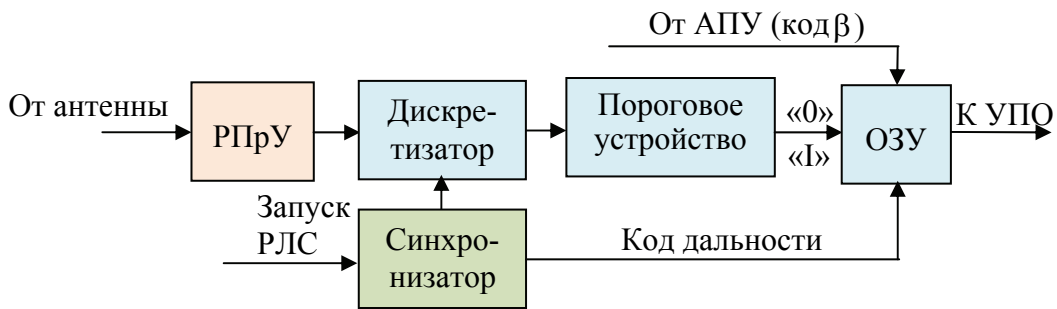 От АПУ (код β)
От антенны
РПрУ
Дискре-
тизатор
Пороговое
устройство
«0»
«I»
ОЗУ
К УПО
Запуск
РЛС
Синхро-
низатор
Код дальности